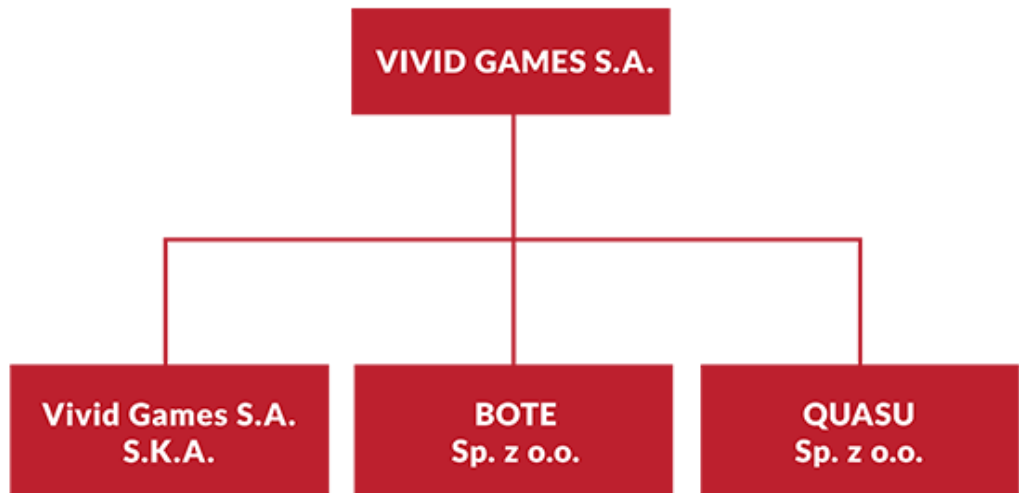 VIVID GAMES S.A.
Vivid Games S.A.
S.K.A.
BOTE
Sp. z o.o.
QUASU
Sp. z o.o.